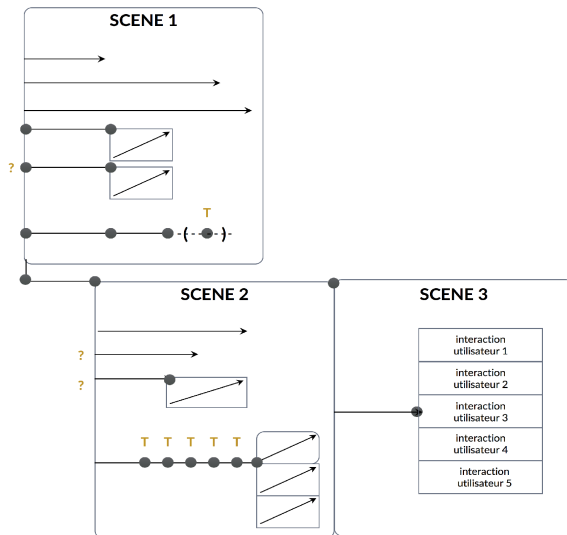 SCENE 1
?
T
SCENE 2
SCENE 3
?
?
T T T T T
interaction
utilisateur 1
interaction
utilisateur 2
interaction
utilisateur 3
interaction
utilisateur 4
interaction
utilisateur 5